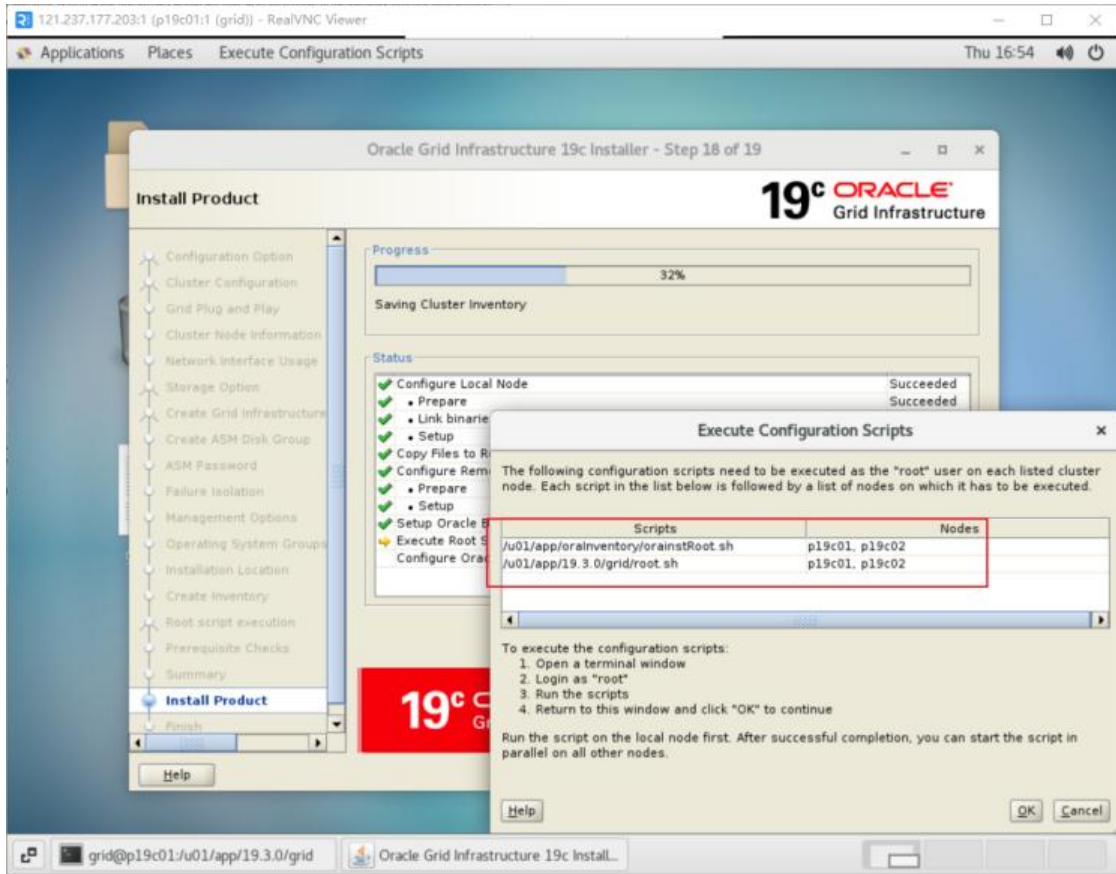 121.237.177.203:1 (p19c01:1 (grid)) - RealVNC Viewer
Applications Places Execute Configuration Scripts Thu 16:54
Oracle Grid Infrastructure 19c Installer - Step 18 of 19
Install Product
19c ORACLE
Grid Infrastructure
Configuration Option
Cluster Configuration
Grid Plug and Play
Cluster Node Information
Network Interface Usage
Storage Option
Create Grid Infrastructure
Create ASM Disk Group
ASM Password
Failure Isolation
Management Options
Operating System Groups
Installation Location
Create Inventory
Root script execution
Prerequisite Checks
Summary
Install Product
Finish
Progress
32%
Saving Cluster Inventory
Status
Configure Local Node Succeeded
• Prepare Succeeded
• Link binarie
• Setup
Copy Files to R
Configure Rem
• Prepare
• Setup
Setup Oracle B
Execute Root S
Configure Orac
19c
Gr
Help
Execute Configuration Scripts
The following configuration scripts need to be executed as the "root" user on each listed cluster
node. Each script in the list below is followed by a list of nodes on which it has to be executed.
Scripts Nodes
/u01/app/oraInventory/orainstRoot.sh p19c01, p19c02
/u01/app/19.3.0/grid/root.sh p19c01, p19c02
To execute the configuration scripts:
1. Open a terminal window
2. Login as "root"
3. Run the scripts
4. Return to this window and click "OK" to continue
Run the script on the local node first. After successful completion, you can start the script in
parallel on all other nodes.
Help OK Cancel
grid@p19c01:/u01/app/19.3.0/grid Oracle Grid Infrastructure 19c Install...